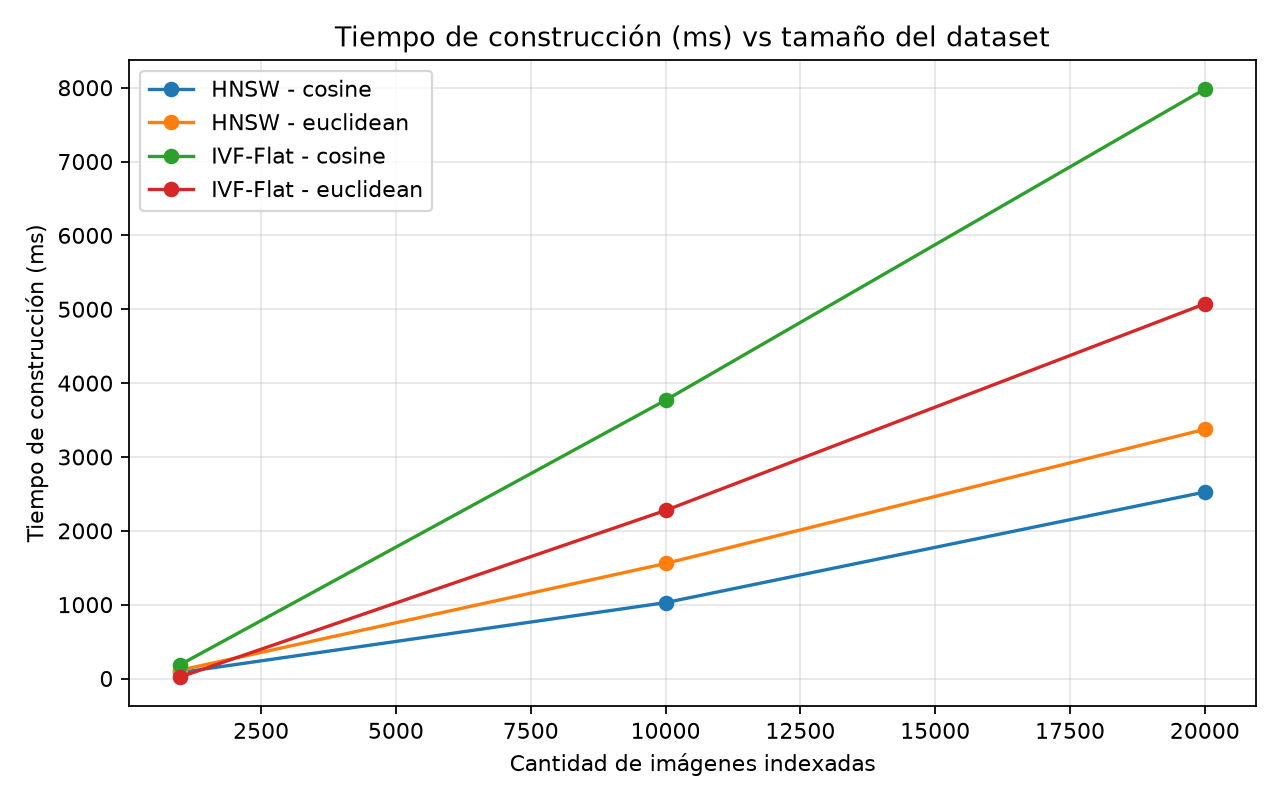 Tiempo de construcción (ms) vs tamaño del dataset
HNSW - cosine
HNSW - euclidean
IVF-Flat - cosine
IVF-Flat - euclidean
Tiempo de construcción (ms)
8000
7000
6000
5000
4000
3000
2000
1000
0
2500 5000 7500 10000 12500 15000 17500 20000
Cantidad de imágenes indexadas